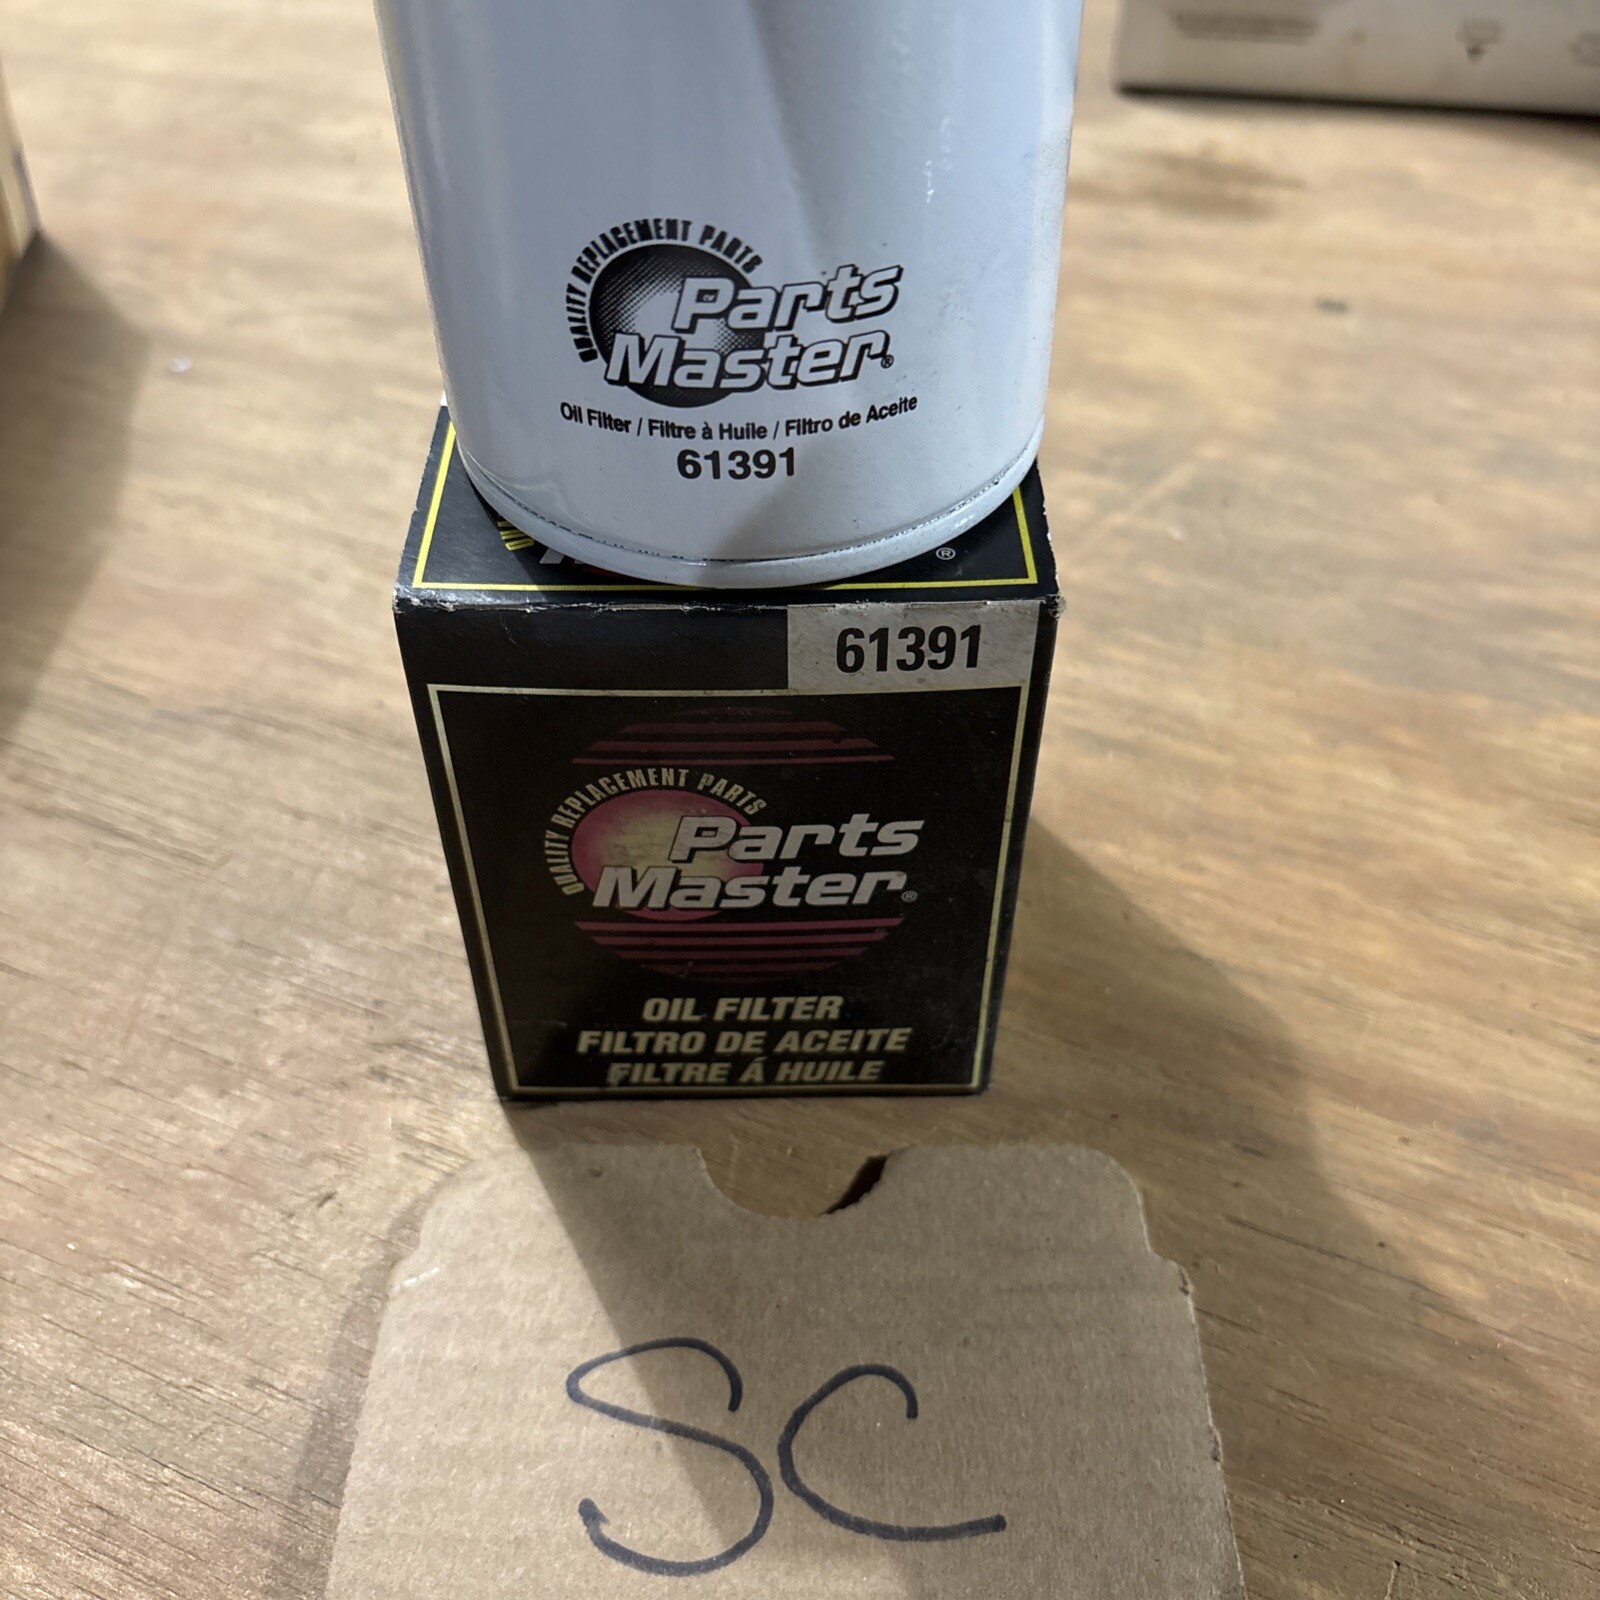 QUALITY REPLACEMENT PARTS
Parts
Master®
Oil Filter / Filtre à Huile / Filtro de Aceite
61391
®
61391
QUALITY REPLACEMENT PARTS
Parts
Master®
OIL FILTER
FILTRO DE ACEITE
FILTRE Á HUILE
SC